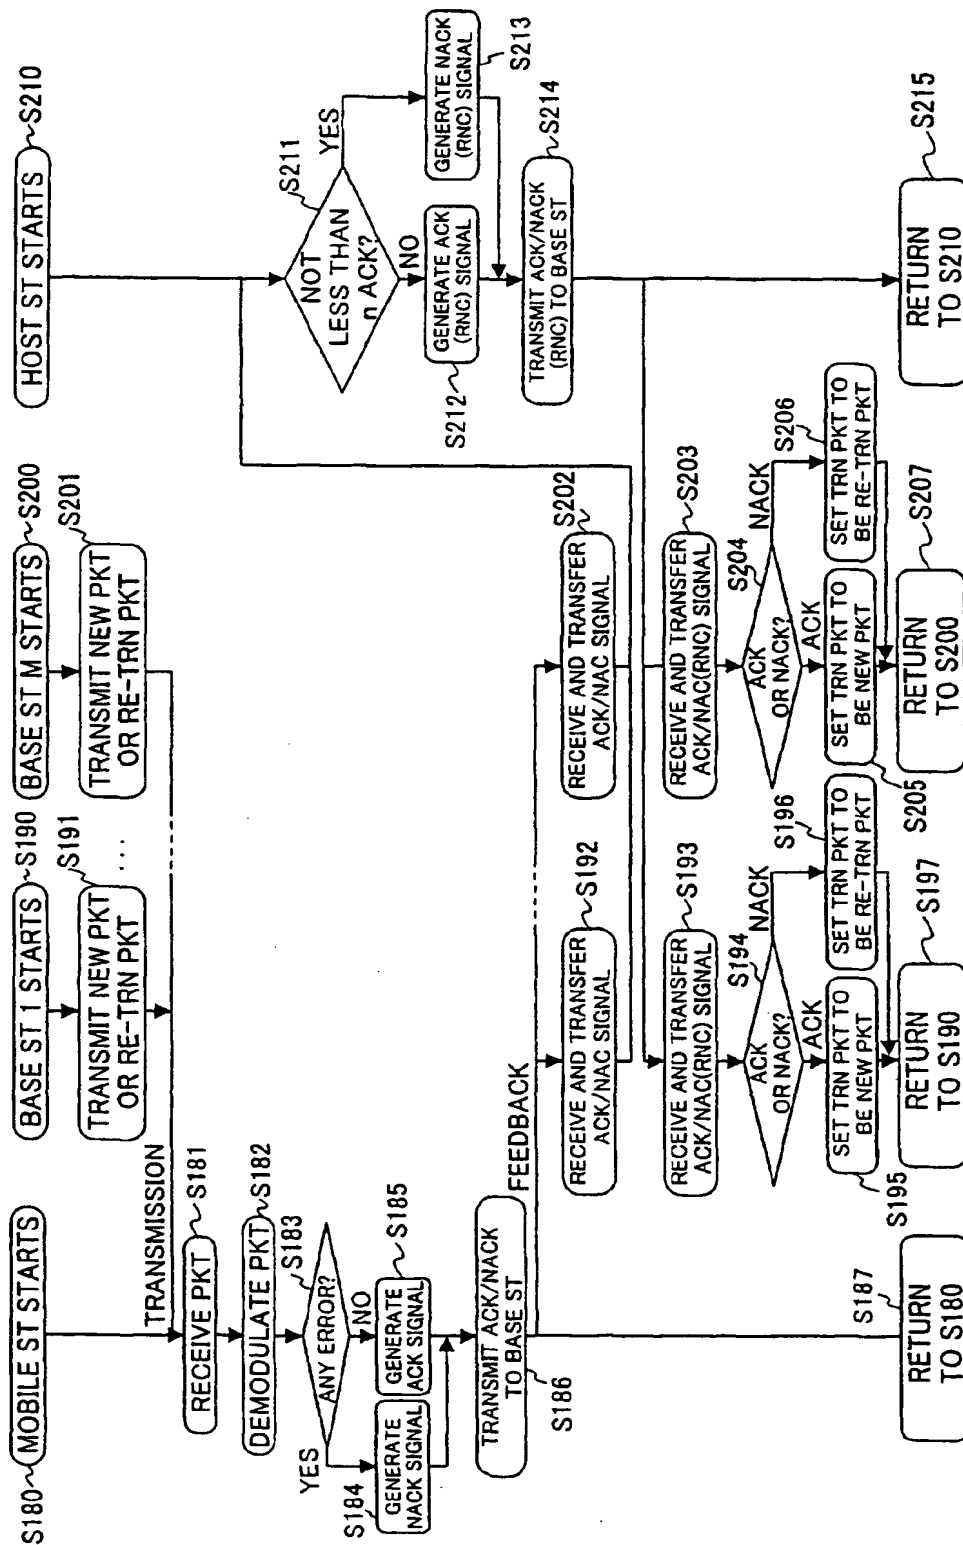 S180
MOBILE ST STARTS
TRANSMISSION
RECEIVE PKT
S181
DEMODULATE PKT
S182
S183
ANY ERROR?
YES
NO
S184
GENERATE
NACK SIGNAL
GENERATE
ACK SIGNAL
S185
TRANSMIT ACK/NACK
TO BASE ST
S186
FEEDBACK
S187
RETURN
TO S180
BASE ST 1 STARTS
S190
S191
TRANSMIT NEW PKT
OR RE-TRN PKT
...
RECEIVE AND TRANSFER
ACK/NAC SIGNAL
S192
RECEIVE AND TRANSFER
ACK/NAC(RNC) SIGNAL
S193
S194
ACK
OR NACK?
NACK
ACK
S195
SET TRN PKT TO
BE NEW PKT
S196
SET TRN PKT TO
BE RE-TRN PKT
RETURN
TO S190
S197
BASE ST M STARTS
S200
TRANSMIT NEW PKT
OR RE-TRN PKT
S201
RECEIVE AND TRANSFER
ACK/NAC SIGNAL
S202
RECEIVE AND TRANSFER
ACK/NAC(RNC) SIGNAL
S203
S204
ACK
OR NACK?
NACK
ACK
S205
SET TRN PKT TO
BE NEW PKT
S206
SET TRN PKT TO
BE RE-TRN PKT
RETURN
TO S200
S207
HOST ST STARTS
S210
S211
NOT
LESS THAN
n ACK?
YES
NO
S212
GENERATE ACK
(RNC) SIGNAL
GENERATE NACK
(RNC) SIGNAL
S213
TRANSMIT ACK/NACK
(RNC) TO BASE ST
S214
RETURN
TO S210
S215